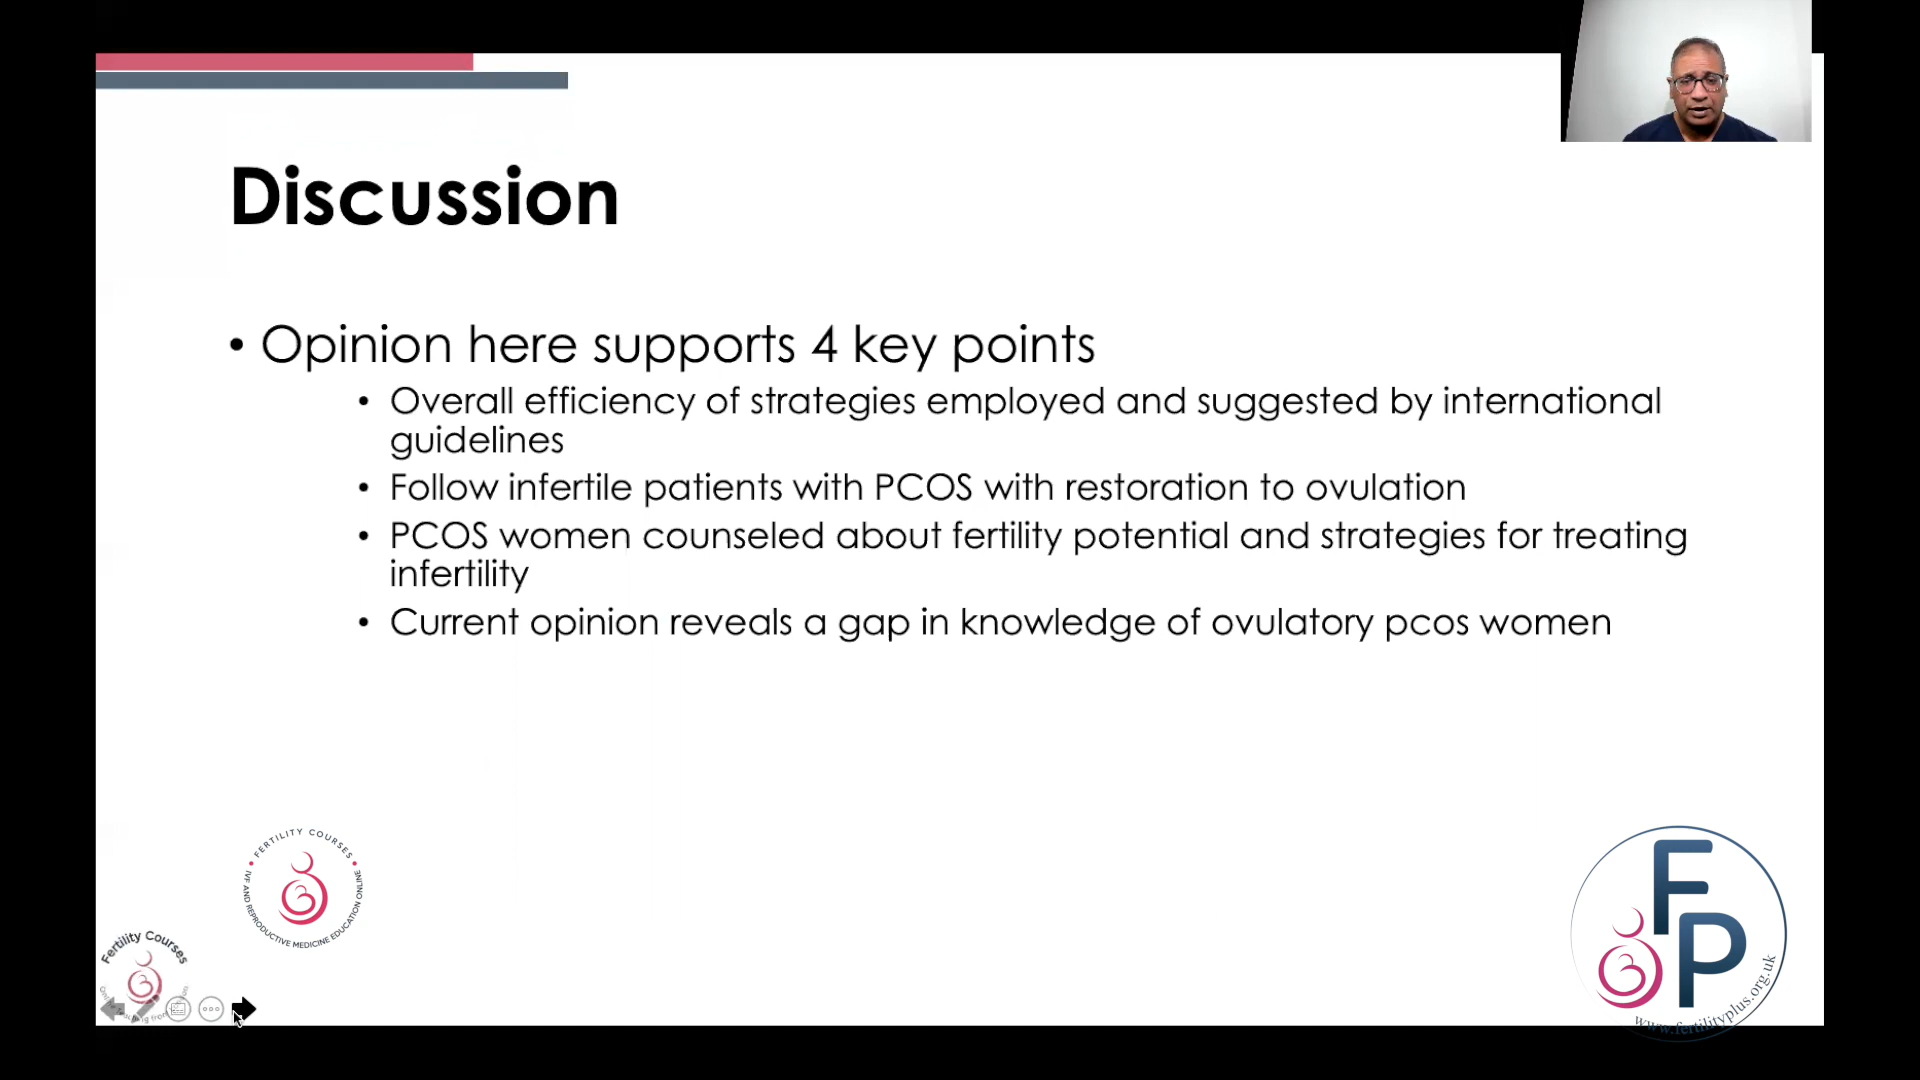 Discussion
• Opinion here supports 4 key points
• Overall efficiency of strategies employed and suggested by international
guidelines
• Follow infertile patients with PCOS with restoration to ovulation
• PCOS women counseled about fertility potential and strategies for treating
infertility
• Current opinion reveals a gap in knowledge of ovulatory pcos women
• FERTILITY COURSES •
IVF AND REPRODUCTIVE MEDICINE EDUCATION ONLINE
Fertility Courses
FP
www.fertilityplus.org.uk